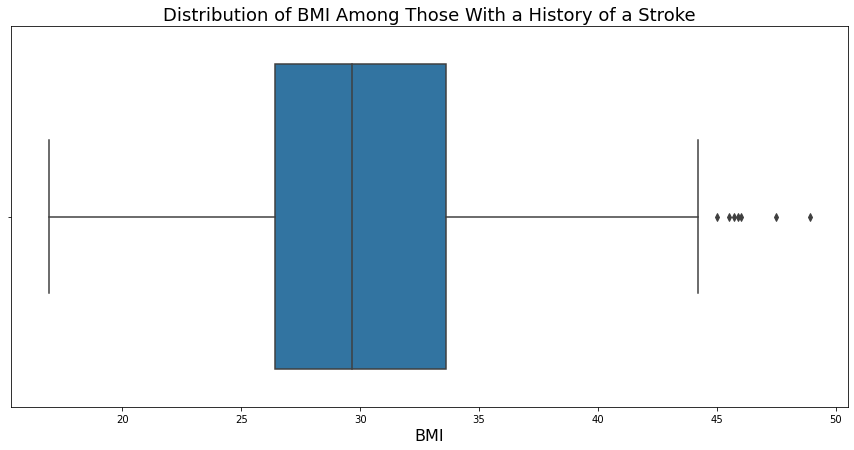 Distribution of BMI Among Those With a History of a Stroke
20 25 30 35 40 45 50
BMI